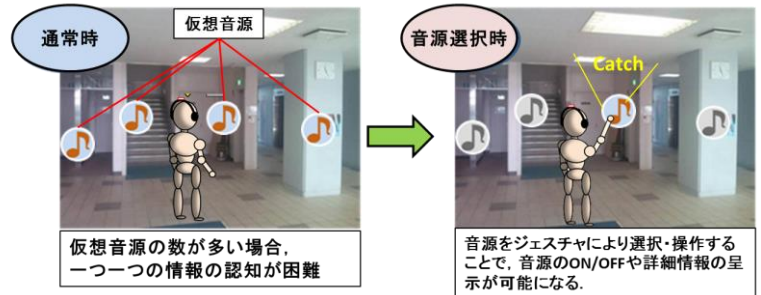 通常時
仮想音源
仮想音源の数が多い場合,
一つ一つの情報の認知が困難
音源選択時
Catch
音源をジェスチャにより選択・操作する
ことで, 音源のON/OFFや詳細情報の呈
示が可能になる.